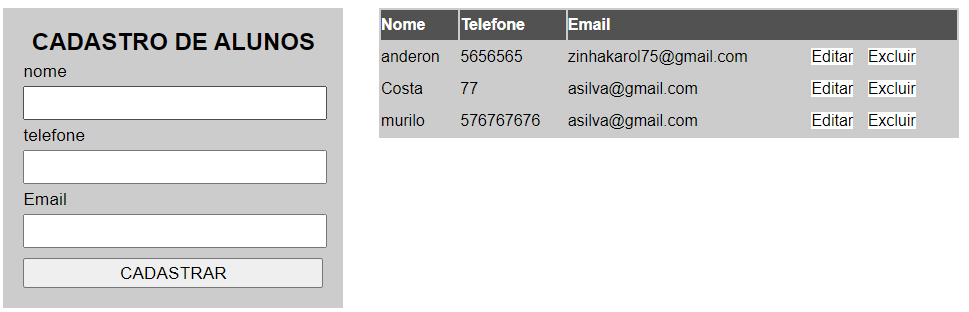 CADASTRO DE ALUNOS
nome
telefone
Email
CADASTRAR
Nome Telefone Email
anderon 5656565 zinhakarol75@gmail.com Editar Excluir
Costa 77 asilva@gmail.com Editar Excluir
murilo 576767676 asilva@gmail.com Editar Excluir